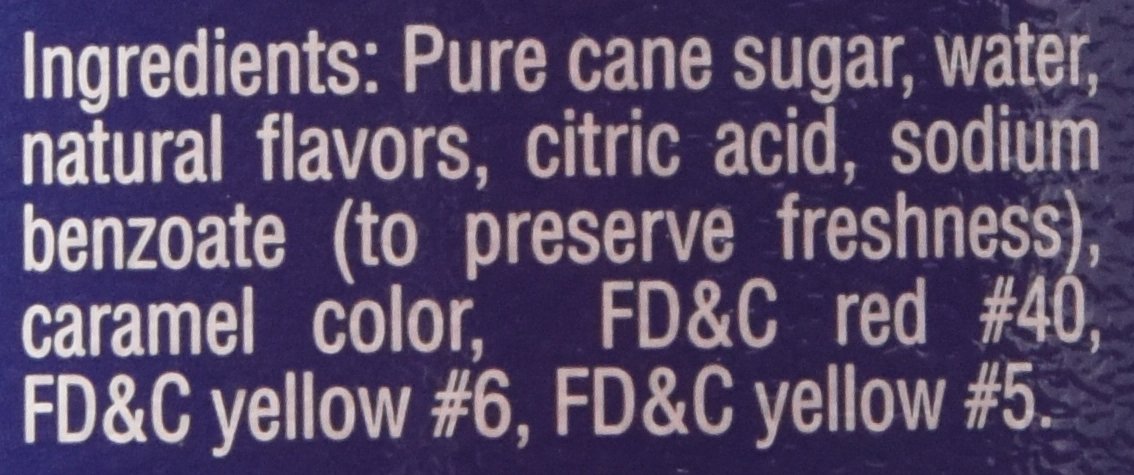 Ingredients: Pure cane sugar, water,
natural flavors, citric acid, sodium
benzoate (to preserve freshness),
caramel color, FD&C red #40,
FD&C yellow #6, FD&C yellow #5.